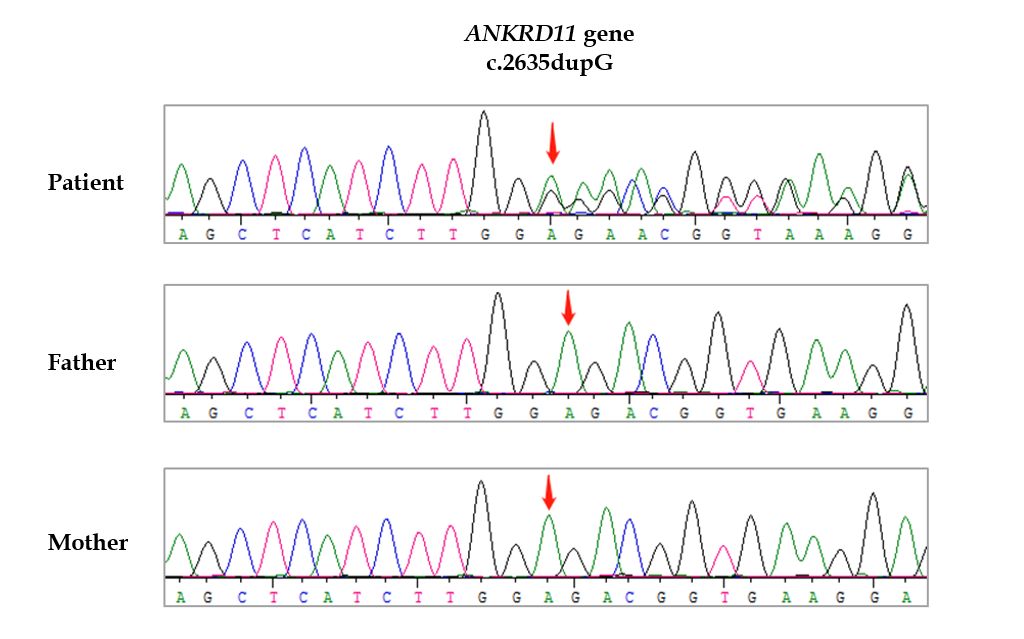 ANKRD11 gene
c.2635dupG
Patient
A G C T C A T C T T G G A G A A C G G T A A A G G
Father
A G C T C A T C T T G G A G A C G G T G A A G G
Mother
A G C T C A T C T T G G A G A C G G T G A A G G A